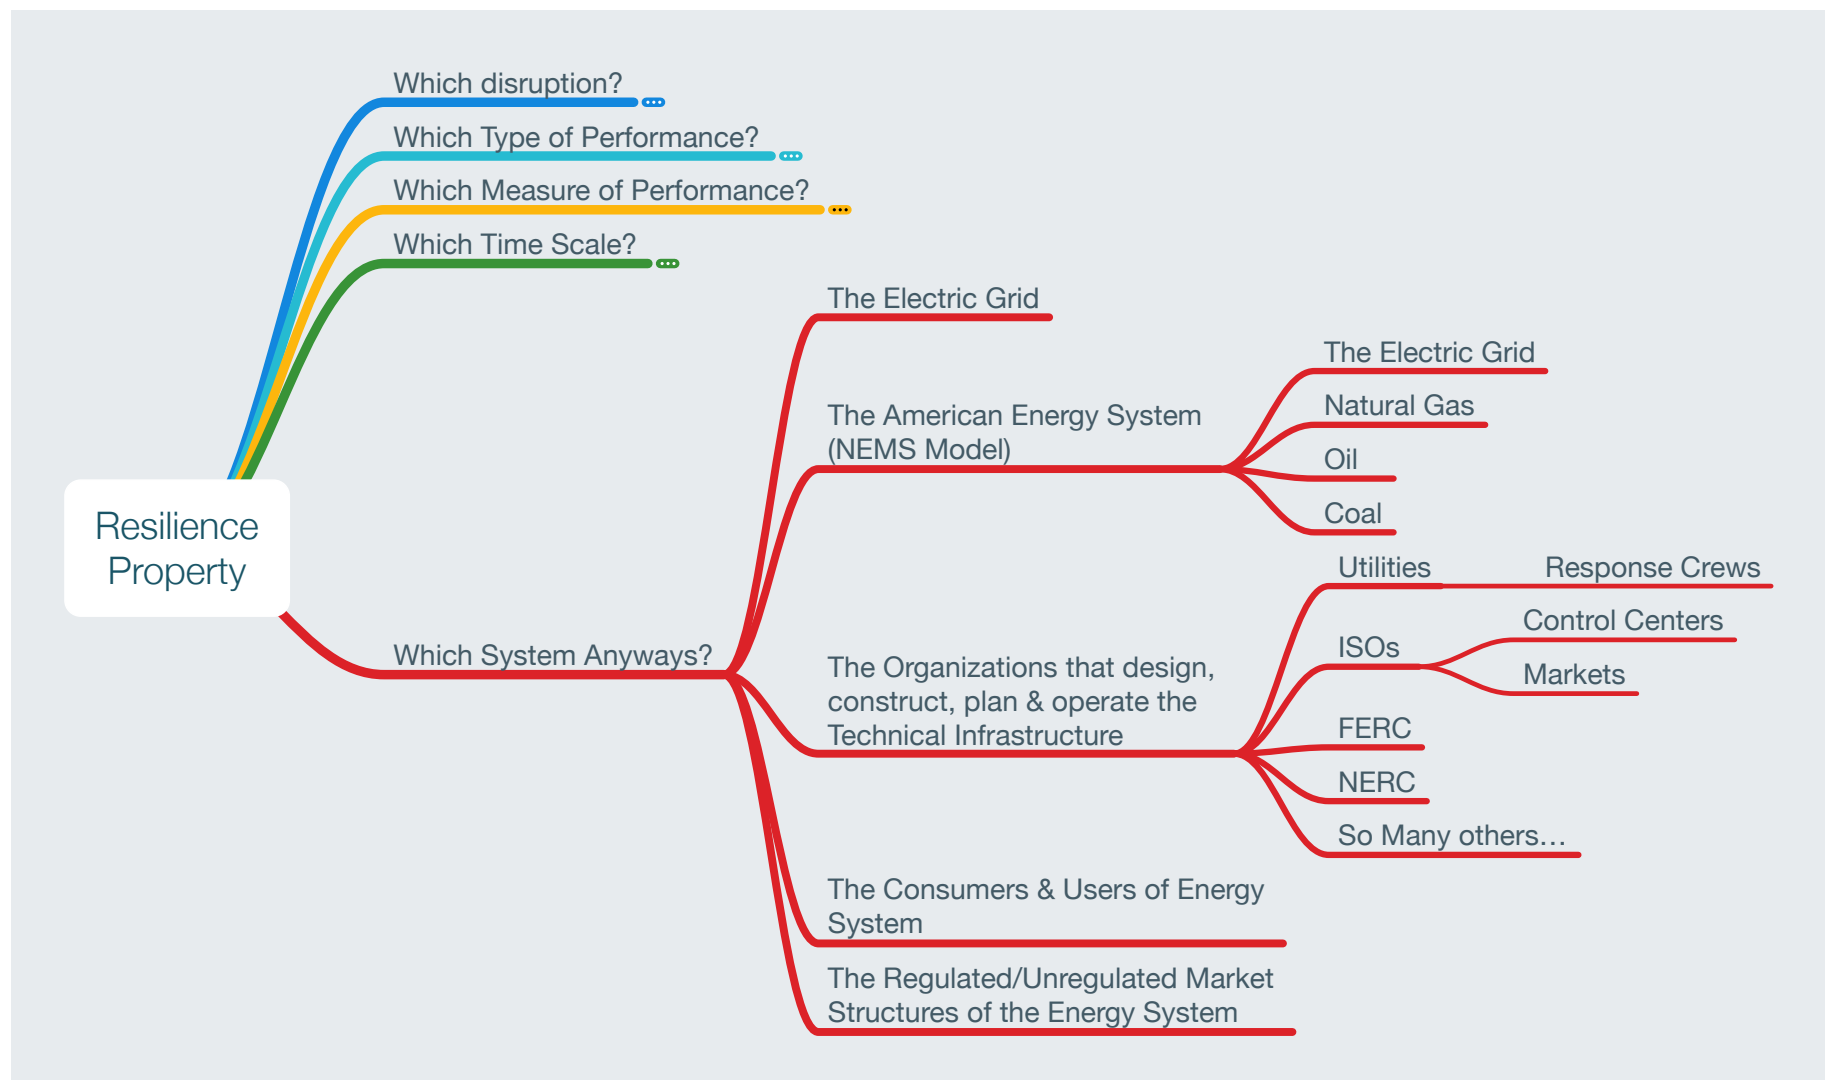 Which disruption?
Which Type of Performance?
Which Measure of Performance?
Which Time Scale?
Resilience
Property
Which System Anyways?
The Electric Grid
The American Energy System
(NEMS Model)
The Electric Grid
Natural Gas
Oil
Coal
The Organizations that design,
construct, plan & operate the
Technical Infrastructure
Utilities
Response Crews
ISOs
Control Centers
Markets
FERC
NERC
So Many others…
The Consumers & Users of Energy
System
The Regulated/Unregulated Market
Structures of the Energy System